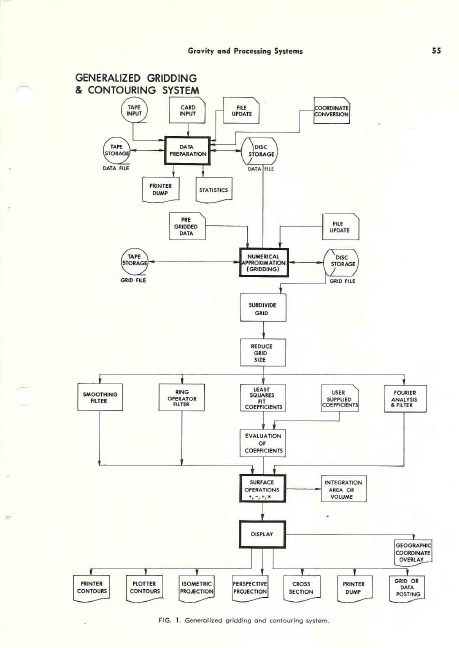 Gravity and Processing Systems
55
GENERALIZED GRIDDING
& CONTOURING SYSTEM
TAPE
INPUT
CARD
INPUT
FILE
UPDATE
COORDINATE
CONVERSION
TAPE
STORAGE
DATA
PREPARATION
DISC
STORAGE
DATA FILE
DATA FILE
PRINTER
DUMP
STATISTICS
PRE
GRIDDED
DATA
FILE
UPDATE
TAPE
STORAGE
NUMERICAL
APPROXIMATION
(GRIDDING)
DISC
STORAGE
GRID FILE
GRID FILE
SUBDIVIDE
GRID
REDUCE
GRID
SIZE
SMOOTHING
FILTER
RING
OPERATOR
FILTER
LEAST
SQUARES
FIT
COEFFICIENTS
USER
SUPPLIED
COEFFICIENTS
FOURIER
ANALYSIS
& FILTER
EVALUATION
OF
COEFFICIENTS
SURFACE
OPERATIONS
INTEGRATION
AREA OR
VOLUME
DISPLAY
GEOGRAPHIC
COORDINATE
OVERLAY
PRINTER
CONTOURS
PLOTTER
CONTOURS
ISOMETRIC
PROJECTION
PERSPECTIVE
PROJECTION
CROSS
SECTION
PRINTER
DUMP
GRID OR
DATA
POSTING
FIG. 1. Generalized gridding and contouring system.